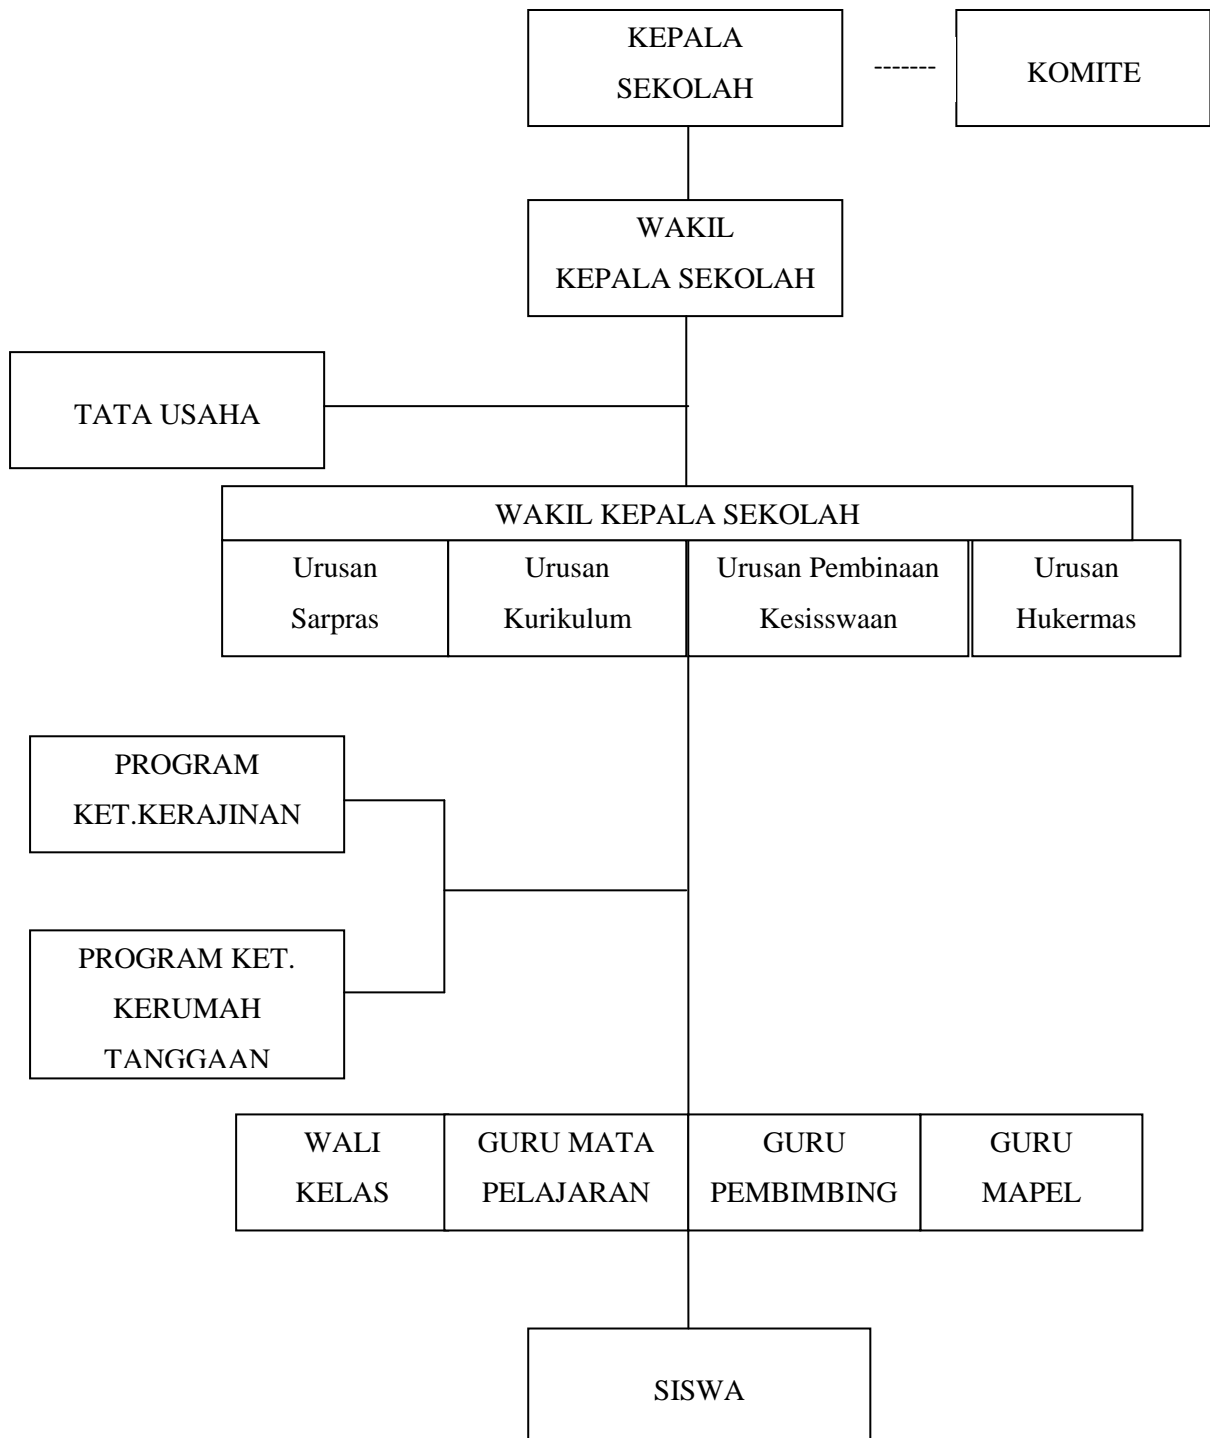 KEPALA
SEKOLAH
-------
KOMITE
WAKIL
KEPALA SEKOLAH
TATA USAHA
WAKIL KEPALA SEKOLAH
Urusan
Sarpras
Urusan
Kurikulum
Urusan Pembinaan
Kesisswaan
Urusan
Hukermas
PROGRAM
KET.KERAJINAN
PROGRAM KET.
KERUMAH
TANGGAAN
WALI
KELAS
GURU MATA
PELAJARAN
GURU
PEMBIMBING
GURU
MAPEL
SISWA